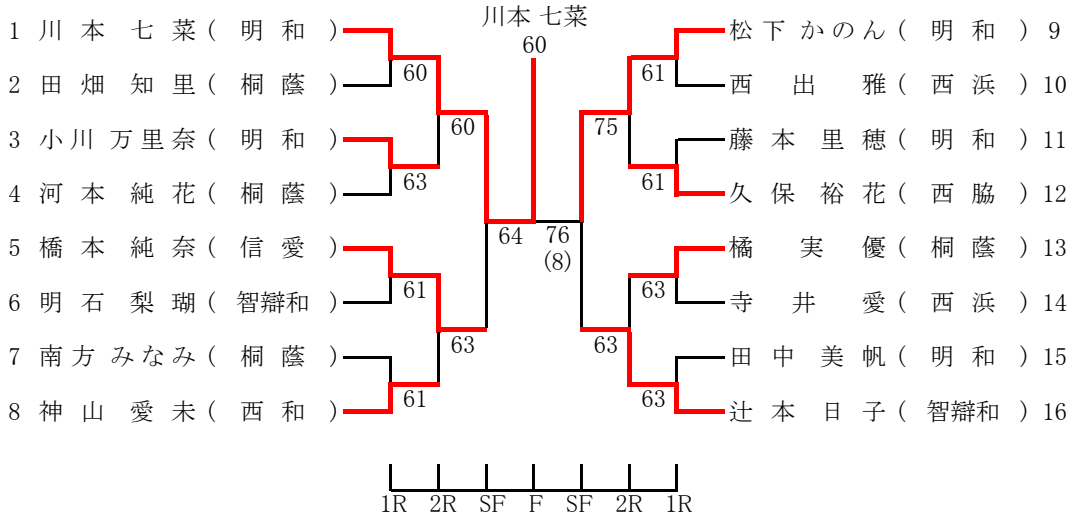 川本 七菜
60
1 川本 七菜 ( 明和 )
2 田畑知里 ( 桐蔭 )
3 小川 万里奈 ( 明和 )
4 河本純花 ( 桐蔭 )
5 橋本純奈 ( 信愛 )
6 明石梨瑚 ( 智辯和 )
7 南方 みなみ ( 桐蔭 )
8 神山愛未 ( 西和 )
60
63
61
61
60
63
64
76
(8)
75
63
61
61
63
63
松下 かのん ( 明和 ) 9
西出 雅 ( 西浜 ) 10
藤本里穂 ( 明和 ) 11
久保裕花 ( 西脇 ) 12
橘 実優 ( 桐蔭 ) 13
寺井 愛 ( 西浜 ) 14
田中美帆 ( 明和 ) 15
辻本日子 ( 智辯和 ) 16
1R 2R SF F SF 2R 1R